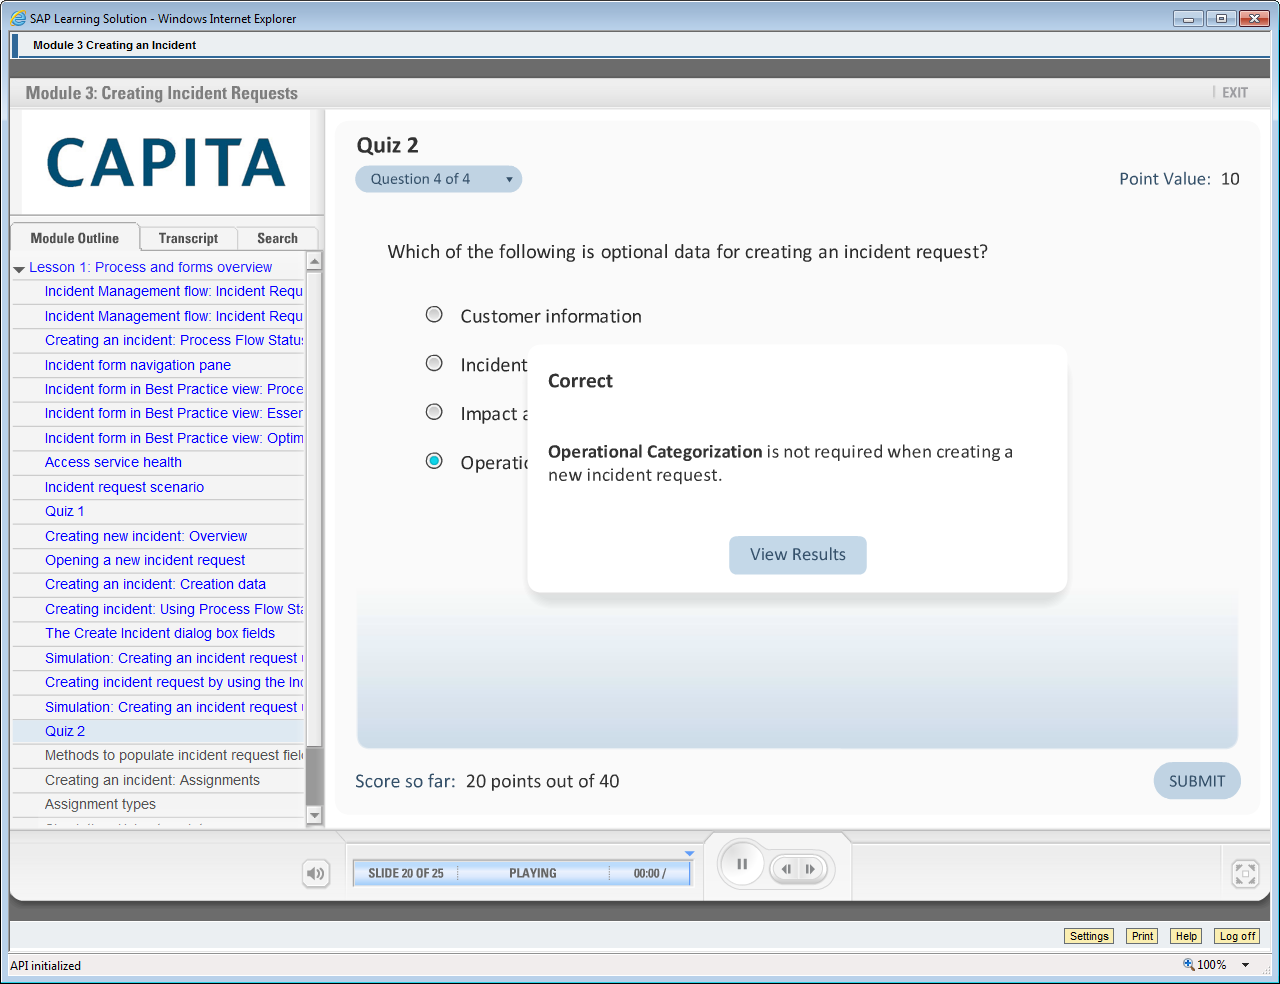 SAP Learning Solution - Windows Internet Explorer
Module 3 Creating an Incident
Module 3: Creating Incident Requests
EXIT
CAPITA
Module Outline
Transcript
Search
Lesson 1: Process and forms overview
Incident Management flow: Incident Requ
Incident Management flow: Incident Requ
Creating an incident: Process Flow Statu
Incident form navigation pane
Incident form in Best Practice view: Proce
Incident form in Best Practice view: Esser
Incident form in Best Practice view: Optim
Access service health
Incident request scenario
Quiz 1
Creating new incident: Overview
Opening a new incident request
Creating an incident: Creation data
Creating incident: Using Process Flow Sta
The Create Incident dialog box fields
Simulation: Creating an incident request
Creating incident request by using the Inc
Simulation: Creating an incident request
Quiz 2
Methods to populate incident request fiel
Creating an incident: Assignments
Assignment types
Quiz 2
Question 4 of 4
Point Value: 10
Which of the following is optional data for creating an incident request?
Customer information
Incident
Impact a
Operatio
Correct
Operational Categorization is not required when creating a
new incident request.
View Results
Score so far: 20 points out of 40
SUBMIT
SLIDE 20 OF 25
PLAYING
00:00 /
Settings
Print
Help
Log off
API initialized
100%